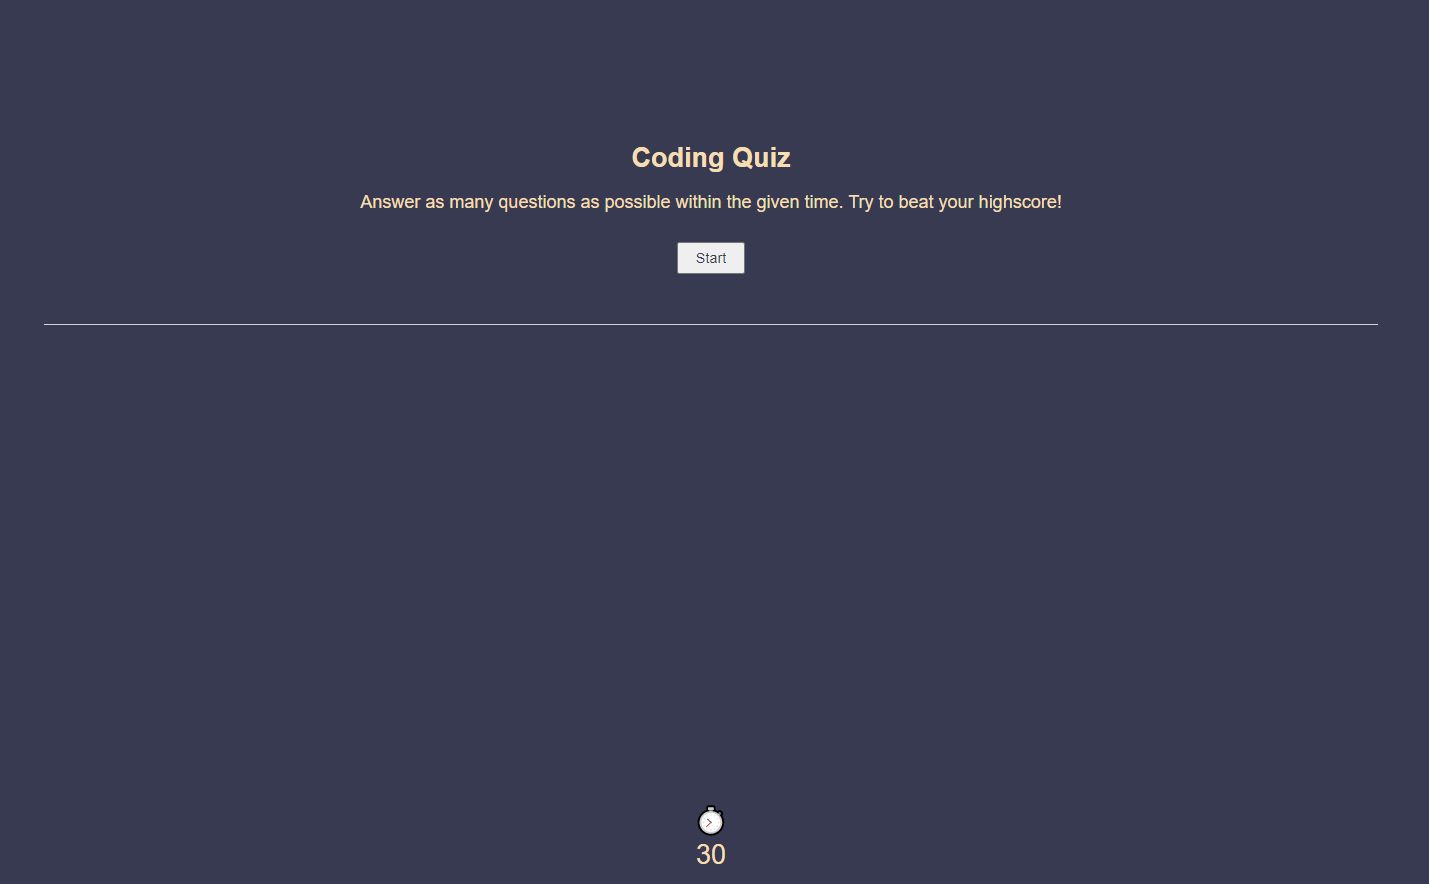 Coding Quiz
Answer as many questions as possible within the given time. Try to beat your highscore!
Start
30